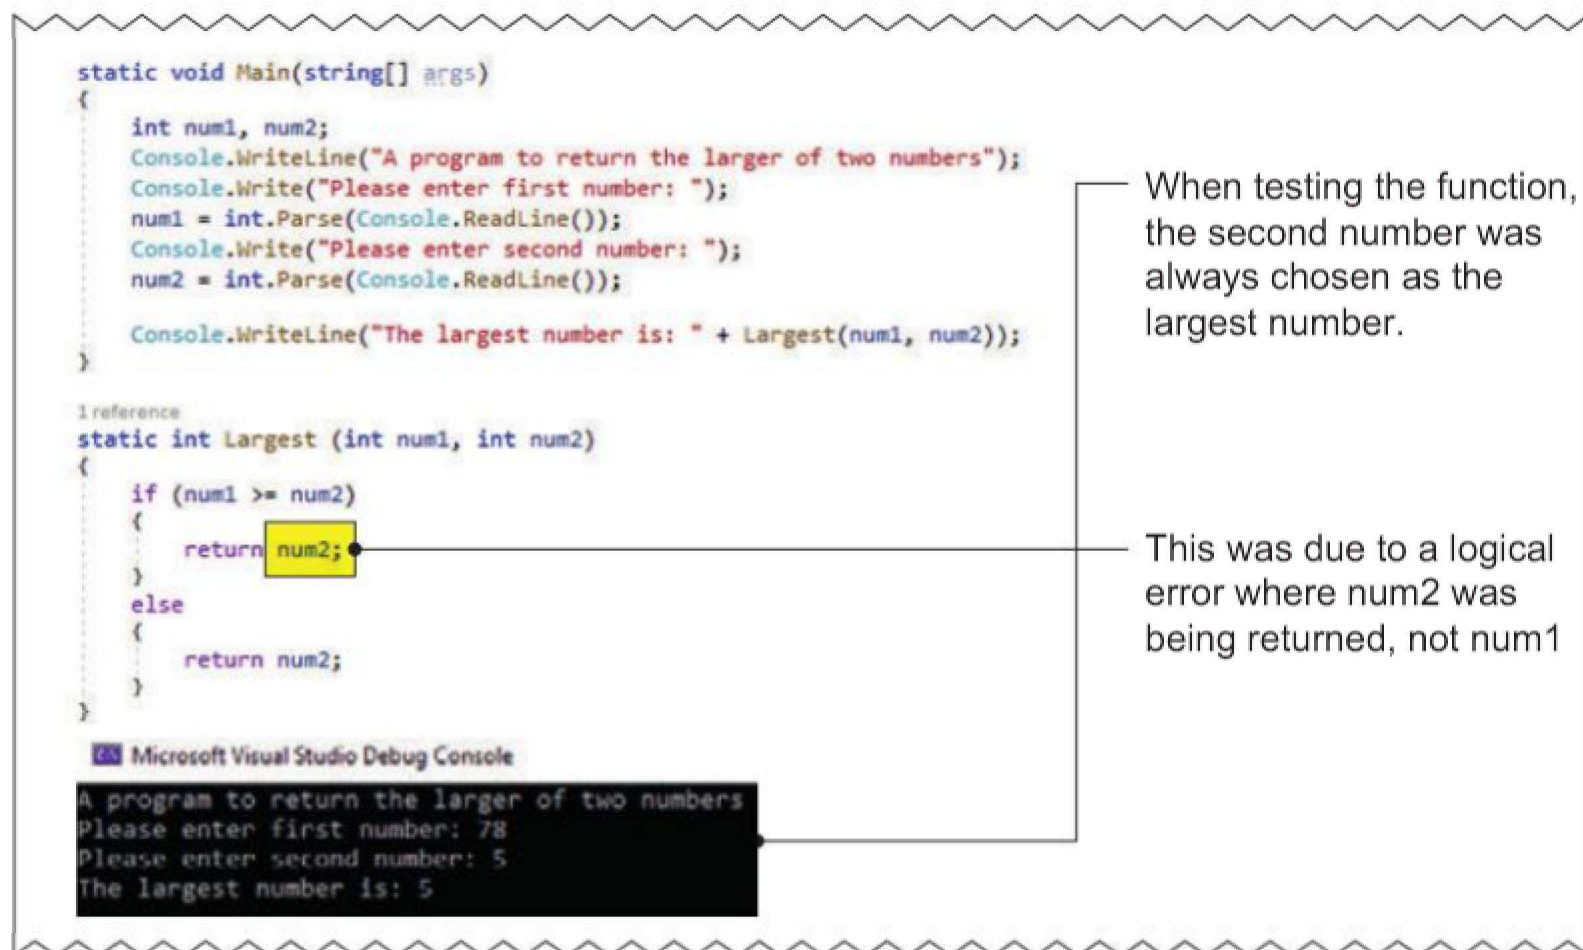 static void Main(string[] args)
{
int num1, num2;
Console.WriteLine("A program to return the larger of two numbers");
Console.Write("Please enter first number: ");
num1 = int.Parse(Console.ReadLine());
Console.Write("Please enter second number: ");
num2 = int.Parse(Console.ReadLine());
Console.WriteLine("The largest number is: " + Largest(num1, num2));
}
1 reference
static int Largest (int num1, int num2)
{
if (num1 >= num2)
{
return num2;
}
else
{
return num2;
}
}
Microsoft Visual Studio Debug Console
A program to return the larger of two numbers
Please enter first number: 78
Please enter second number: 5
The largest number is: 5
When testing the function,
the second number was
always chosen as the
largest number.
This was due to a logical
error where num2 was
being returned, not num1